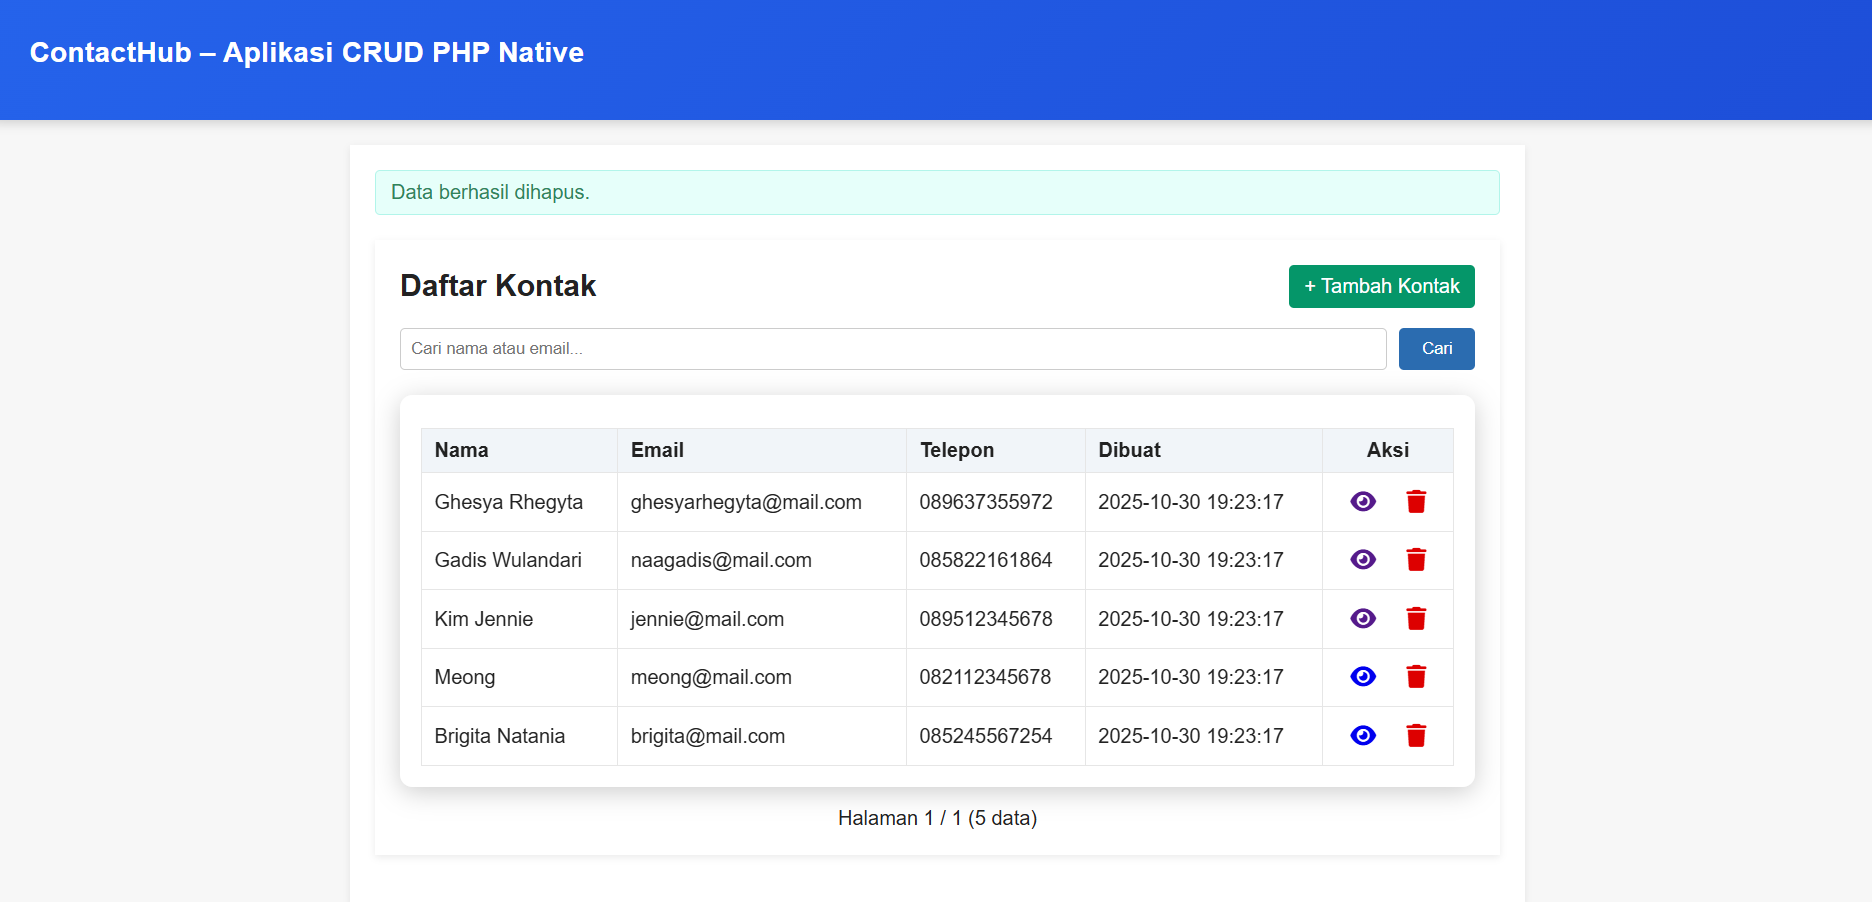 ContactHub – Aplikasi CRUD PHP Native
Data berhasil dihapus.
Daftar Kontak
+ Tambah Kontak
Cari nama atau email...
Cari
Nama Email Telepon Dibuat Aksi
Ghesya Rhegyta ghesyarhegyta@mail.com 089637355972 2025-10-30 19:23:17
Gadis Wulandari naagadis@mail.com 085822161864 2025-10-30 19:23:17
Kim Jennie jennie@mail.com 089512345678 2025-10-30 19:23:17
Meong meong@mail.com 082112345678 2025-10-30 19:23:17
Brigita Natania brigita@mail.com 085245567254 2025-10-30 19:23:17
Halaman 1 / 1 (5 data)